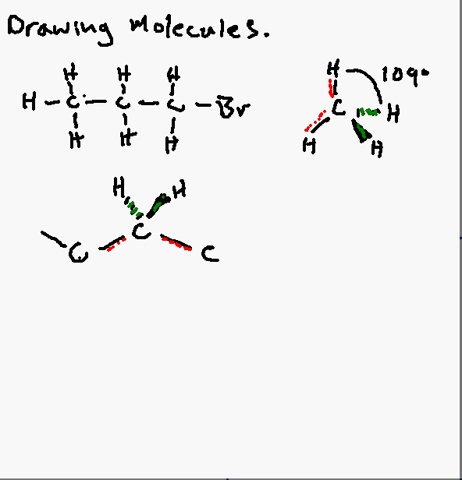 Drawing Molecules.
H H H
H - C - C - C - Br
H H H
H 109°
C H
H H
H H
C
C C